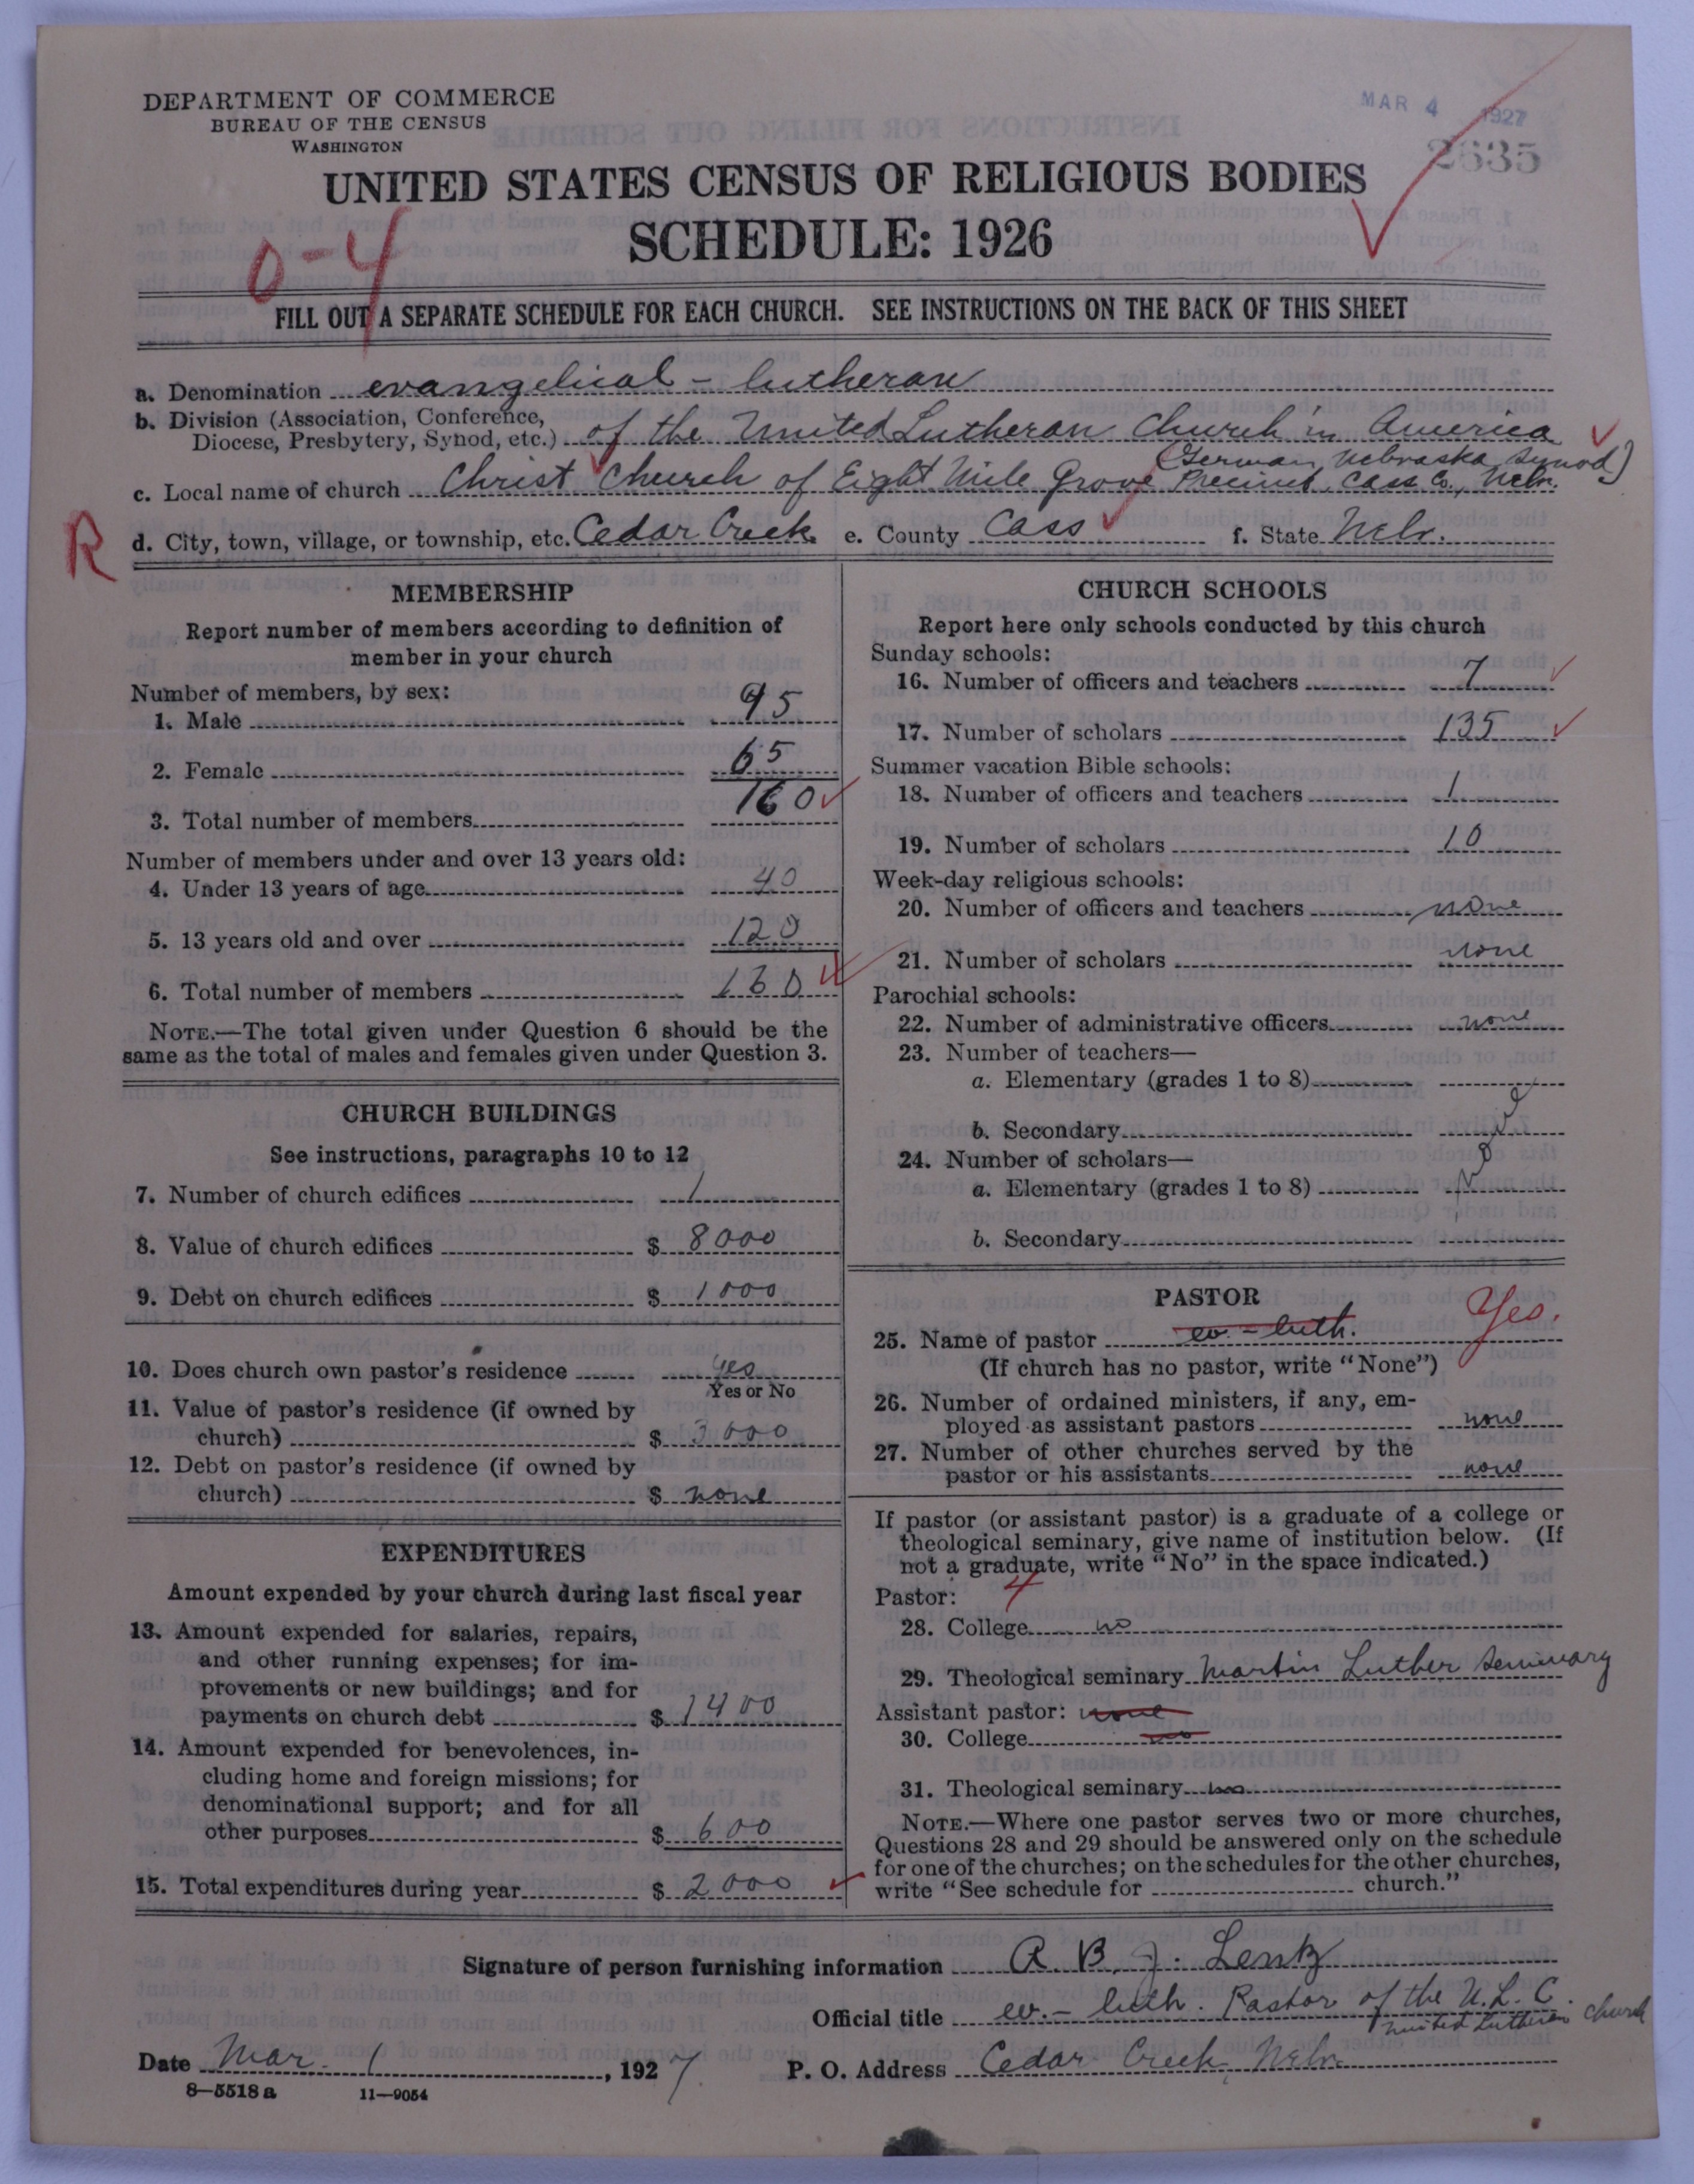 DEPARTMENT OF COMMERCE
BUREAU OF THE CENSUS
WASHINGTON
MAR 4 1927
2635
UNITED STATES CENSUS OF RELIGIOUS BODIES
SCHEDULE: 1926
0-4
FILL OUT A SEPARATE SCHEDULE FOR EACH CHURCH. SEE INSTRUCTIONS ON THE BACK OF THIS SHEET
a. Denomination evangelical - lutheran
b. Division (Association, Conference,
Diocese, Presbytery, Synod, etc.) of the United Lutheran Church in America
(German Nebraska Synod)
c. Local name of church Christ Church of Eight Mile Grove Precinct, Cass Co., Nebr.
R
d. City, town, village, or township, etc. Cedar Creek e. County Cass f. State Nebr.
MEMBERSHIP
Report number of members according to definition of
member in your church
Number of members, by sex:
1. Male 95
2. Female 65
3. Total number of members 160
Number of members under and over 13 years old:
4. Under 13 years of age 40
5. 13 years old and over 120
6. Total number of members 160
NOTE.—The total given under Question 6 should be the
same as the total of males and females given under Question 3.
CHURCH BUILDINGS
See instructions, paragraphs 10 to 12
7. Number of church edifices 1
8. Value of church edifices $ 8000
9. Debt on church edifices $ 1000
10. Does church own pastor's residence yes
Yes or No
11. Value of pastor's residence (if owned by
church) $ 3000
12. Debt on pastor's residence (if owned by
church) $ none
EXPENDITURES
Amount expended by your church during last fiscal year
13. Amount expended for salaries, repairs,
and other running expenses; for im-
provements or new buildings; and for
payments on church debt $ 1400
14. Amount expended for benevolences, in-
cluding home and foreign missions; for
denominational support; and for all
other purposes $ 600
15. Total expenditures during year $ 2000
CHURCH SCHOOLS
Report here only schools conducted by this church
Sunday schools:
16. Number of officers and teachers 7
17. Number of scholars 135
Summer vacation Bible schools:
18. Number of officers and teachers 1
19. Number of scholars 10
Week-day religious schools:
20. Number of officers and teachers none
21. Number of scholars none
Parochial schools:
22. Number of administrative officers none
23. Number of teachers—
a. Elementary (grades 1 to 8)
b. Secondary
24. Number of scholars—
a. Elementary (grades 1 to 8)
b. Secondary
PASTOR
25. Name of pastor ev. - luth. Yes.
(If church has no pastor, write "None")
26. Number of ordained ministers, if any, em-
ployed as assistant pastors none
27. Number of other churches served by the
pastor or his assistants none
If pastor (or assistant pastor) is a graduate of a college or
theological seminary, give name of institution below. (If
not a graduate, write "No" in the space indicated.)
Pastor: 4
28. College no
29. Theological seminary Martin Luther Seminary
Assistant pastor: none
30. College no
31. Theological seminary no
NOTE.—Where one pastor serves two or more churches,
Questions 28 and 29 should be answered only on the schedule
for one of the churches; on the schedules for the other churches,
write "See schedule for church."
Signature of person furnishing information A. B. J. Lentz
Official title ev. - luth. Pastor of the U. L. C.
United Lutheran Church
Date Mar. 1, 1927 P. O. Address Cedar Creek Nebr.
8—5518 a 11—9054